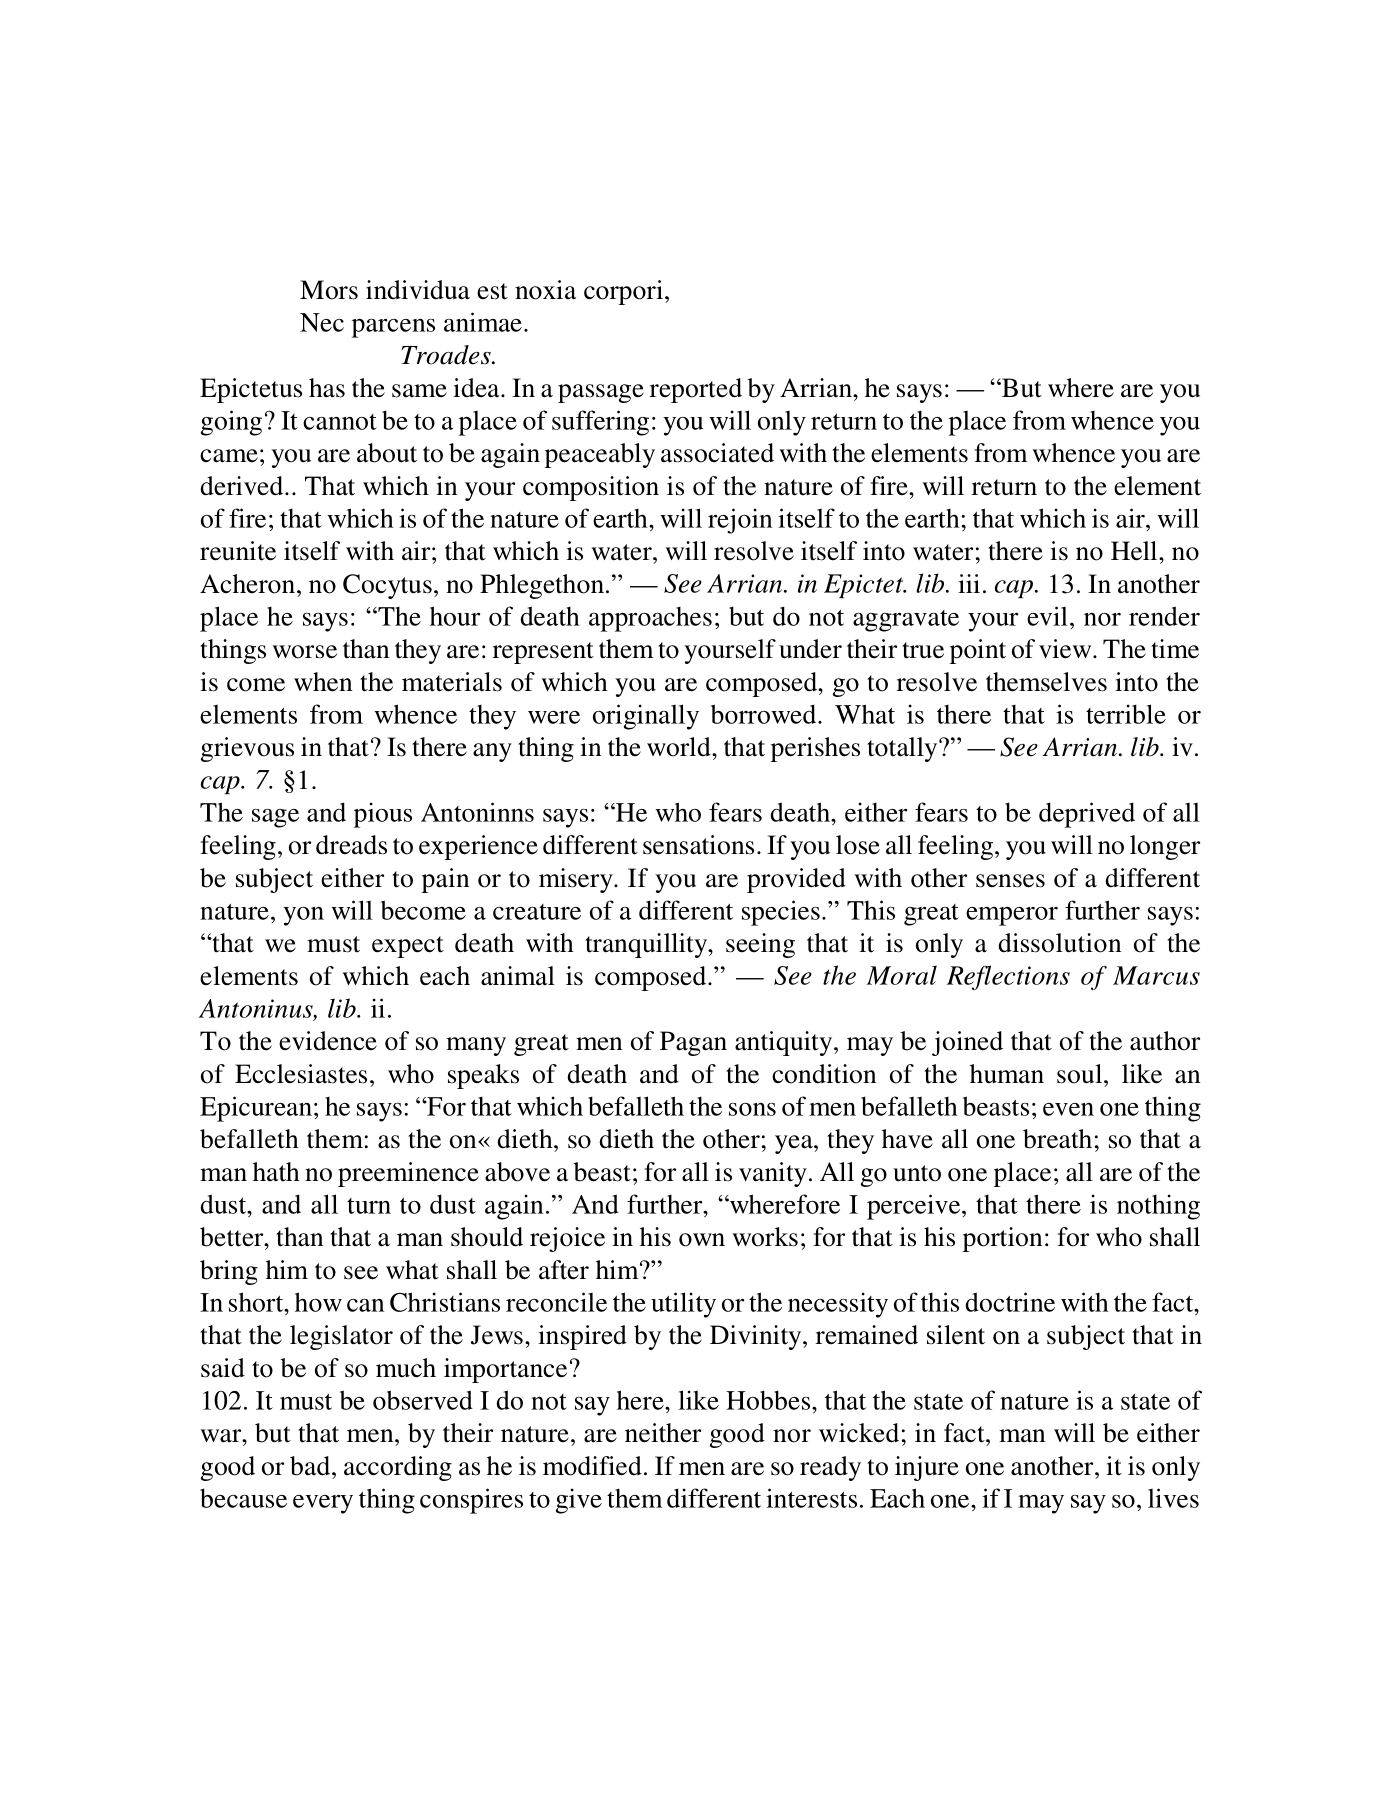 Mors individua est noxia corpori,
Nec parcens animae.
Troades.
Epictetus has the same idea. In a passage reported by Arrian, he says: — “But where are you
going? It cannot be to a place of suffering: you will only return to the place from whence you
came; you are about to be again peaceably associated with the elements from whence you are
derived.. That which in your composition is of the nature of fire, will return to the element
of fire; that which is of the nature of earth, will rejoin itself to the earth; that which is air, will
reunite itself with air; that which is water, will resolve itself into water; there is no Hell, no
Acheron, no Cocytus, no Phlegethon.” — See Arrian. in Epictet. lib. iii. cap. 13. In another
place he says: “The hour of death approaches; but do not aggravate your evil, nor render
things worse than they are: represent them to yourself under their true point of view. The time
is come when the materials of which you are composed, go to resolve themselves into the
elements from whence they were originally borrowed. What is there that is terrible or
grievous in that? Is there any thing in the world, that perishes totally?” — See Arrian. lib. iv.
cap. 7. §1.
The sage and pious Antoninns says: “He who fears death, either fears to be deprived of all
feeling, or dreads to experience different sensations. If you lose all feeling, you will no longer
be subject either to pain or to misery. If you are provided with other senses of a different
nature, yon will become a creature of a different species.” This great emperor further says:
“that we must expect death with tranquillity, seeing that it is only a dissolution of the
elements of which each animal is composed.” — See the Moral Reflections of Marcus
Antoninus, lib. ii.
To the evidence of so many great men of Pagan antiquity, may be joined that of the author
of Ecclesiastes, who speaks of death and of the condition of the human soul, like an
Epicurean; he says: “For that which befalleth the sons of men befalleth beasts; even one thing
befalleth them: as the on« dieth, so dieth the other; yea, they have all one breath; so that a
man hath no preeminence above a beast; for all is vanity. All go unto one place; all are of the
dust, and all turn to dust again.” And further, “wherefore I perceive, that there is nothing
better, than that a man should rejoice in his own works; for that is his portion: for who shall
bring him to see what shall be after him?”
In short, how can Christians reconcile the utility or the necessity of this doctrine with the fact,
that the legislator of the Jews, inspired by the Divinity, remained silent on a subject that in
said to be of so much importance?
102. It must be observed I do not say here, like Hobbes, that the state of nature is a state of
war, but that men, by their nature, are neither good nor wicked; in fact, man will be either
good or bad, according as he is modified. If men are so ready to injure one another, it is only
because every thing conspires to give them different interests. Each one, if I may say so, lives